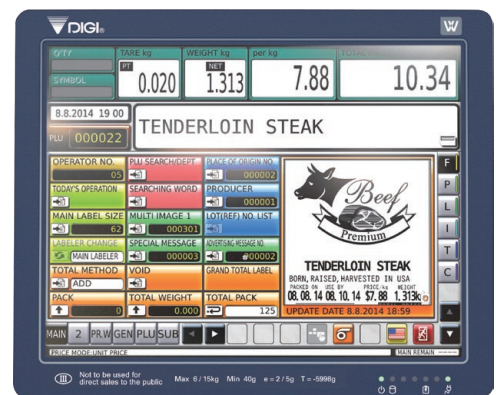 DIGI®
W
Q'TY
TARE kg
WEIGHT kg
per kg
TOTAL
SYMBOL
PT 0.020
NET 1.313
7.88
10.34
8.8.2014 19 00
TENDERLOIN STEAK
PLU 000022
OPERATOR NO. 05
PLU SEARCH/DEPT
PLACE OF ORIGIN NO. 000002
TODAY'S OPERATION
SEARCHING WORD
PRODUCER 000001
MAIN LABEL SIZE 62
MULTI IMAGE 1 000301
LOT(REF) NO. LIST
LABELER CHANGE
MAIN LABELER
SPECIAL MESSAGE 000003
ADVERTISING MESSAGE NO. #00002
TOTAL METHOD
ADD
VOID
GRAND TOTAL LABEL
PACK 0
TOTAL WEIGHT 0.000
TOTAL PACK 125
Beef
Premium
TENDERLOIN STEAK
BORN, RAISED, HARVESTED IN USA
PACKED ON USE BY PRICE/kg WEIGHT
08.08.14 08.10.14 $7.88 1.313k
UPDATE DATE 8.8.2014 18:59
F
P
L
I
T
C
MAIN 2 PR.W GEN PLU SUB
PRICE MODE:UNIT PRICE
MAIN REMAIN
III
Not to be used for
direct sales to the public
Max 6 / 15kg Min 40g e = 2 / 5g T = -5998g